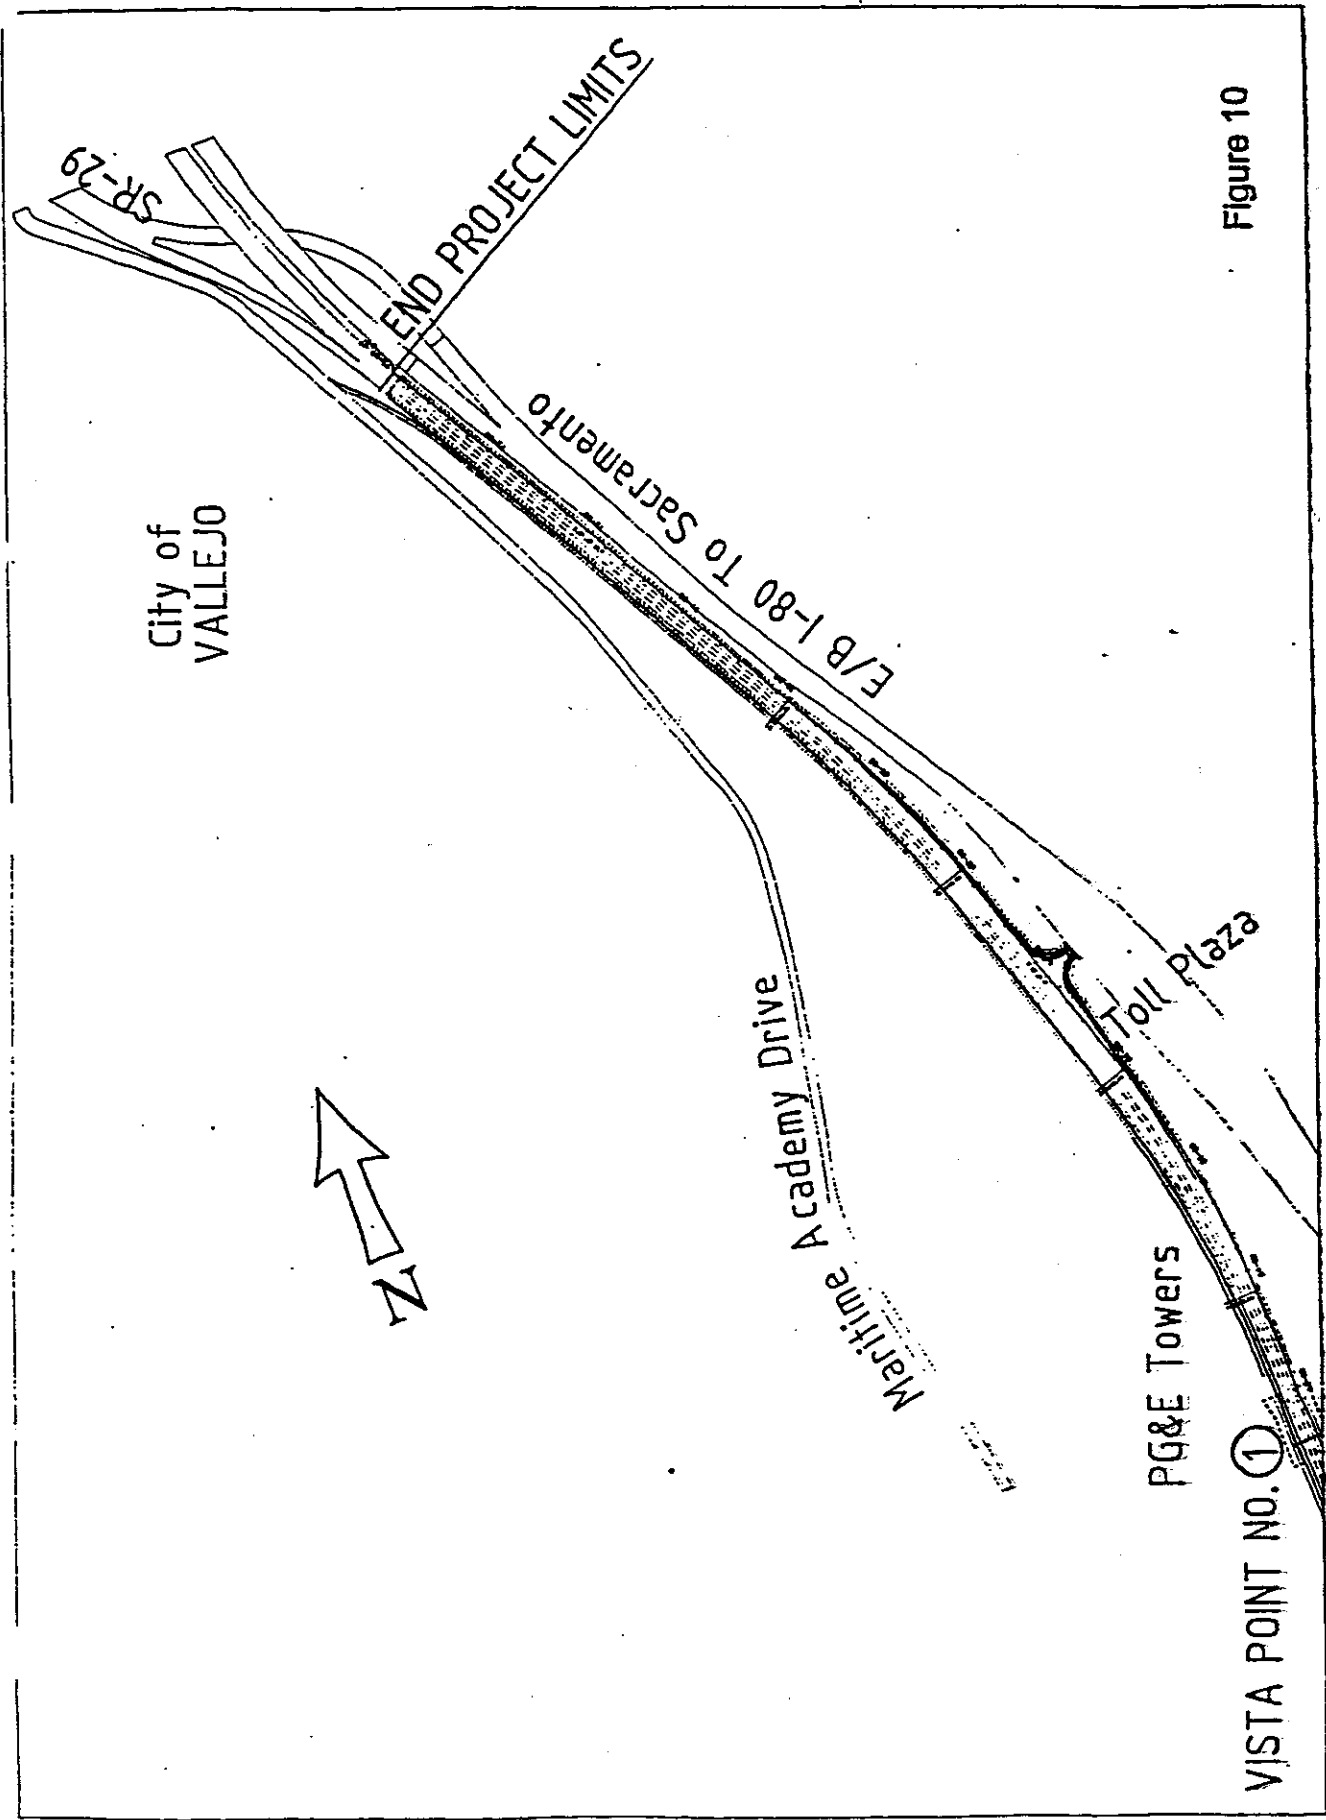 SR-29
END PROJECT LIMITS
City of
VALLEJO
E/B I-80 To Sacramento
Toll Plaza
Maritime Academy Drive
N
PG&E Towers
VISTA POINT NO. 1
Figure 10